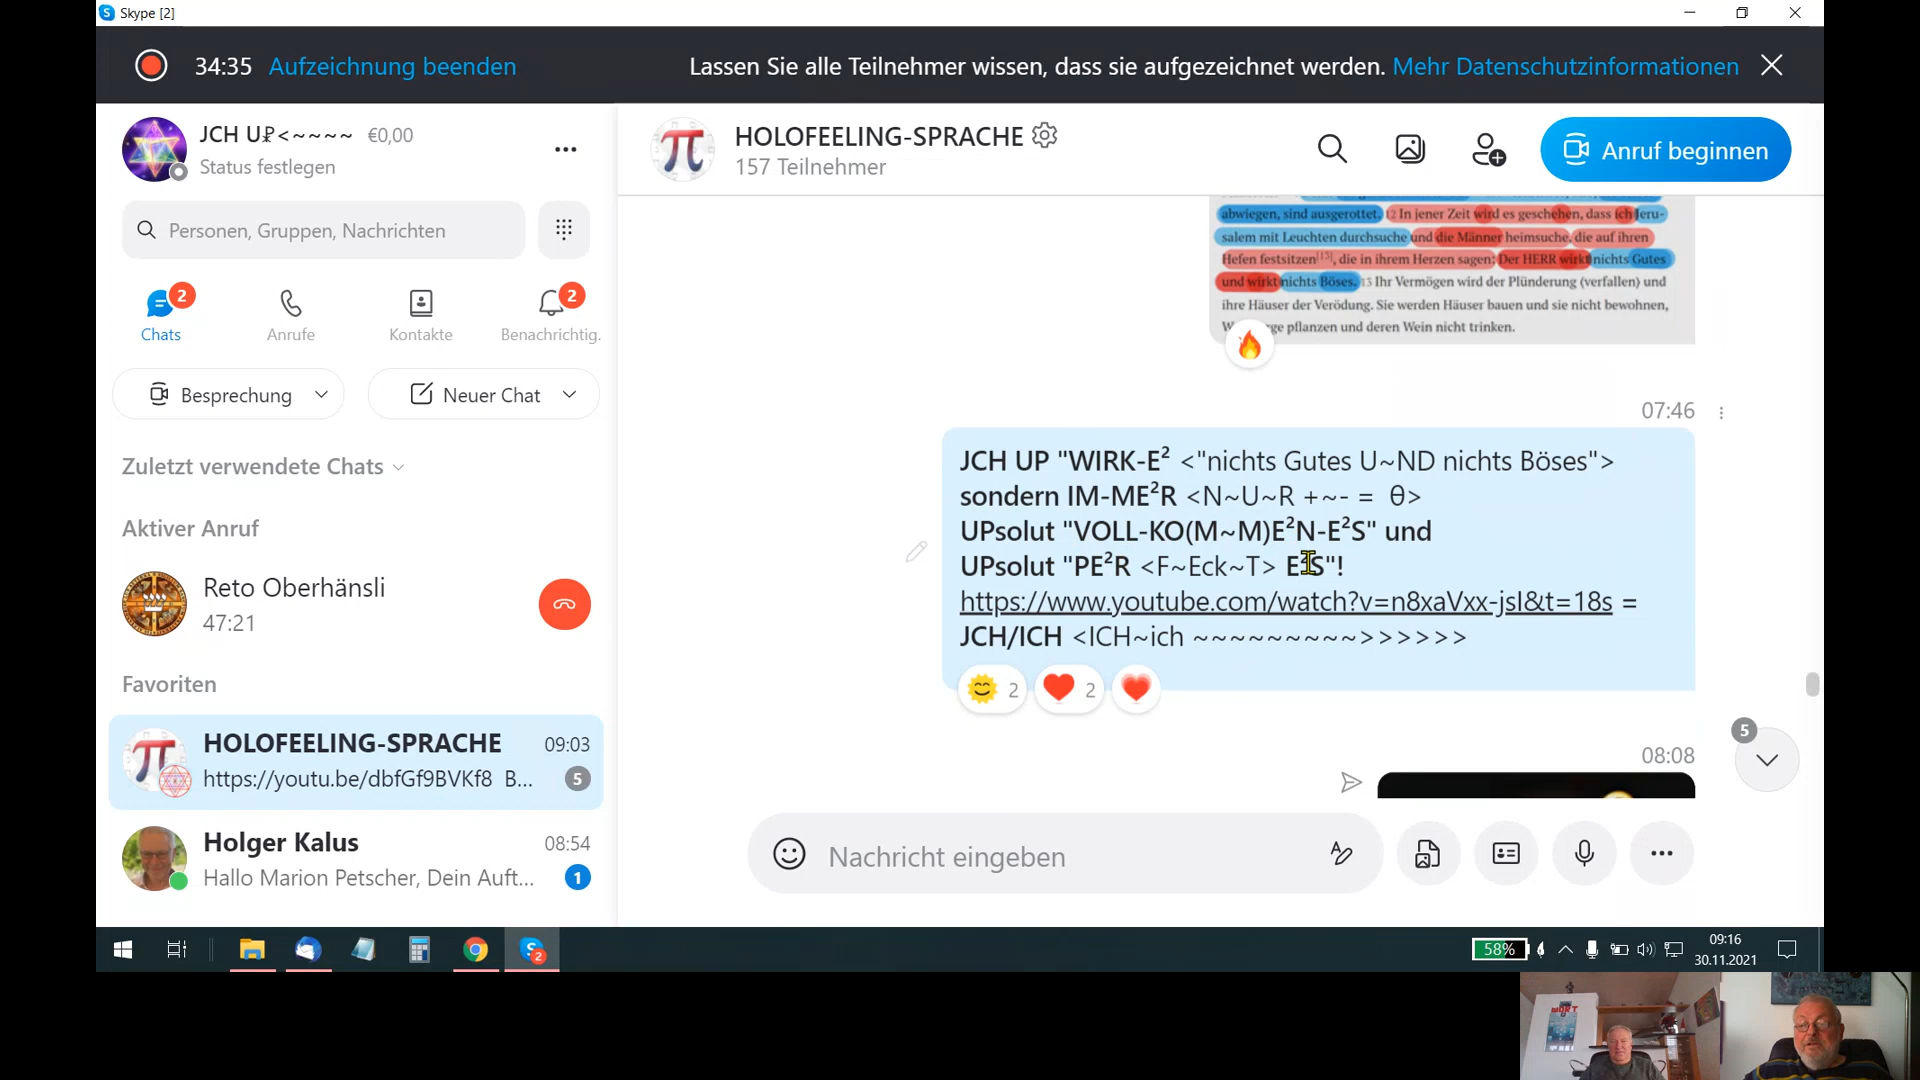 Skype [2]
34:35 Aufzeichnung beenden
Lassen Sie alle Teilnehmer wissen, dass sie aufgezeichnet werden. Mehr Datenschutzinformationen
JCH U <~~~~ €0,00
Status festlegen
Personen, Gruppen, Nachrichten
2
Chats
Anrufe
Kontakte
2
Benachrichtig.
Besprechung
Neuer Chat
Zuletzt verwendete Chats
Aktiver Anruf
Reto Oberhänsli
47:21
Favoriten
HOLOFEELING-SPRACHE 09:03
https://youtu.be/dbfGf9BVKf8 B... 5
Holger Kalus 08:54
Hallo Marion Petscher, Dein Auft... 1
HOLOFEELING-SPRACHE
157 Teilnehmer
Anruf beginnen
abwiegen, sind ausgerottet. 12 In jener Zeit wird es geschehen, dass ich Jeru-
salem mit Leuchten durchsuche und die Männer heimsuche, die auf ihren
Hefen festsitzen[15], die in ihrem Herzen sagen: Der HERR wirkt nichts Gutes
und wirkt nichts Böses. 13 Ihr Vermögen wird der Plünderung (verfallen) und
ihre Häuser der Verödung. Sie werden Häuser bauen und sie nicht bewohnen,
pflanzen und deren Wein nicht trinken.
07:46
JCH UP "WIRK-E² <"nichts Gutes U~ND nichts Böses">
sondern IM-ME²R <N~U~R +~- = θ>
UPsolut "VOLL-KO(M~M)E²N-E²S" und
UPsolut "PE²R <F~Eck~T> E²S"!
https://www.youtube.com/watch?v=n8xaVxx-jsI&t=18s =
JCH/ICH <ICH~ich ~~~~~~~~~>>>>>>
2 2
5
08:08
Nachricht eingeben
58%
09:16
30.11.2021
2
WORT